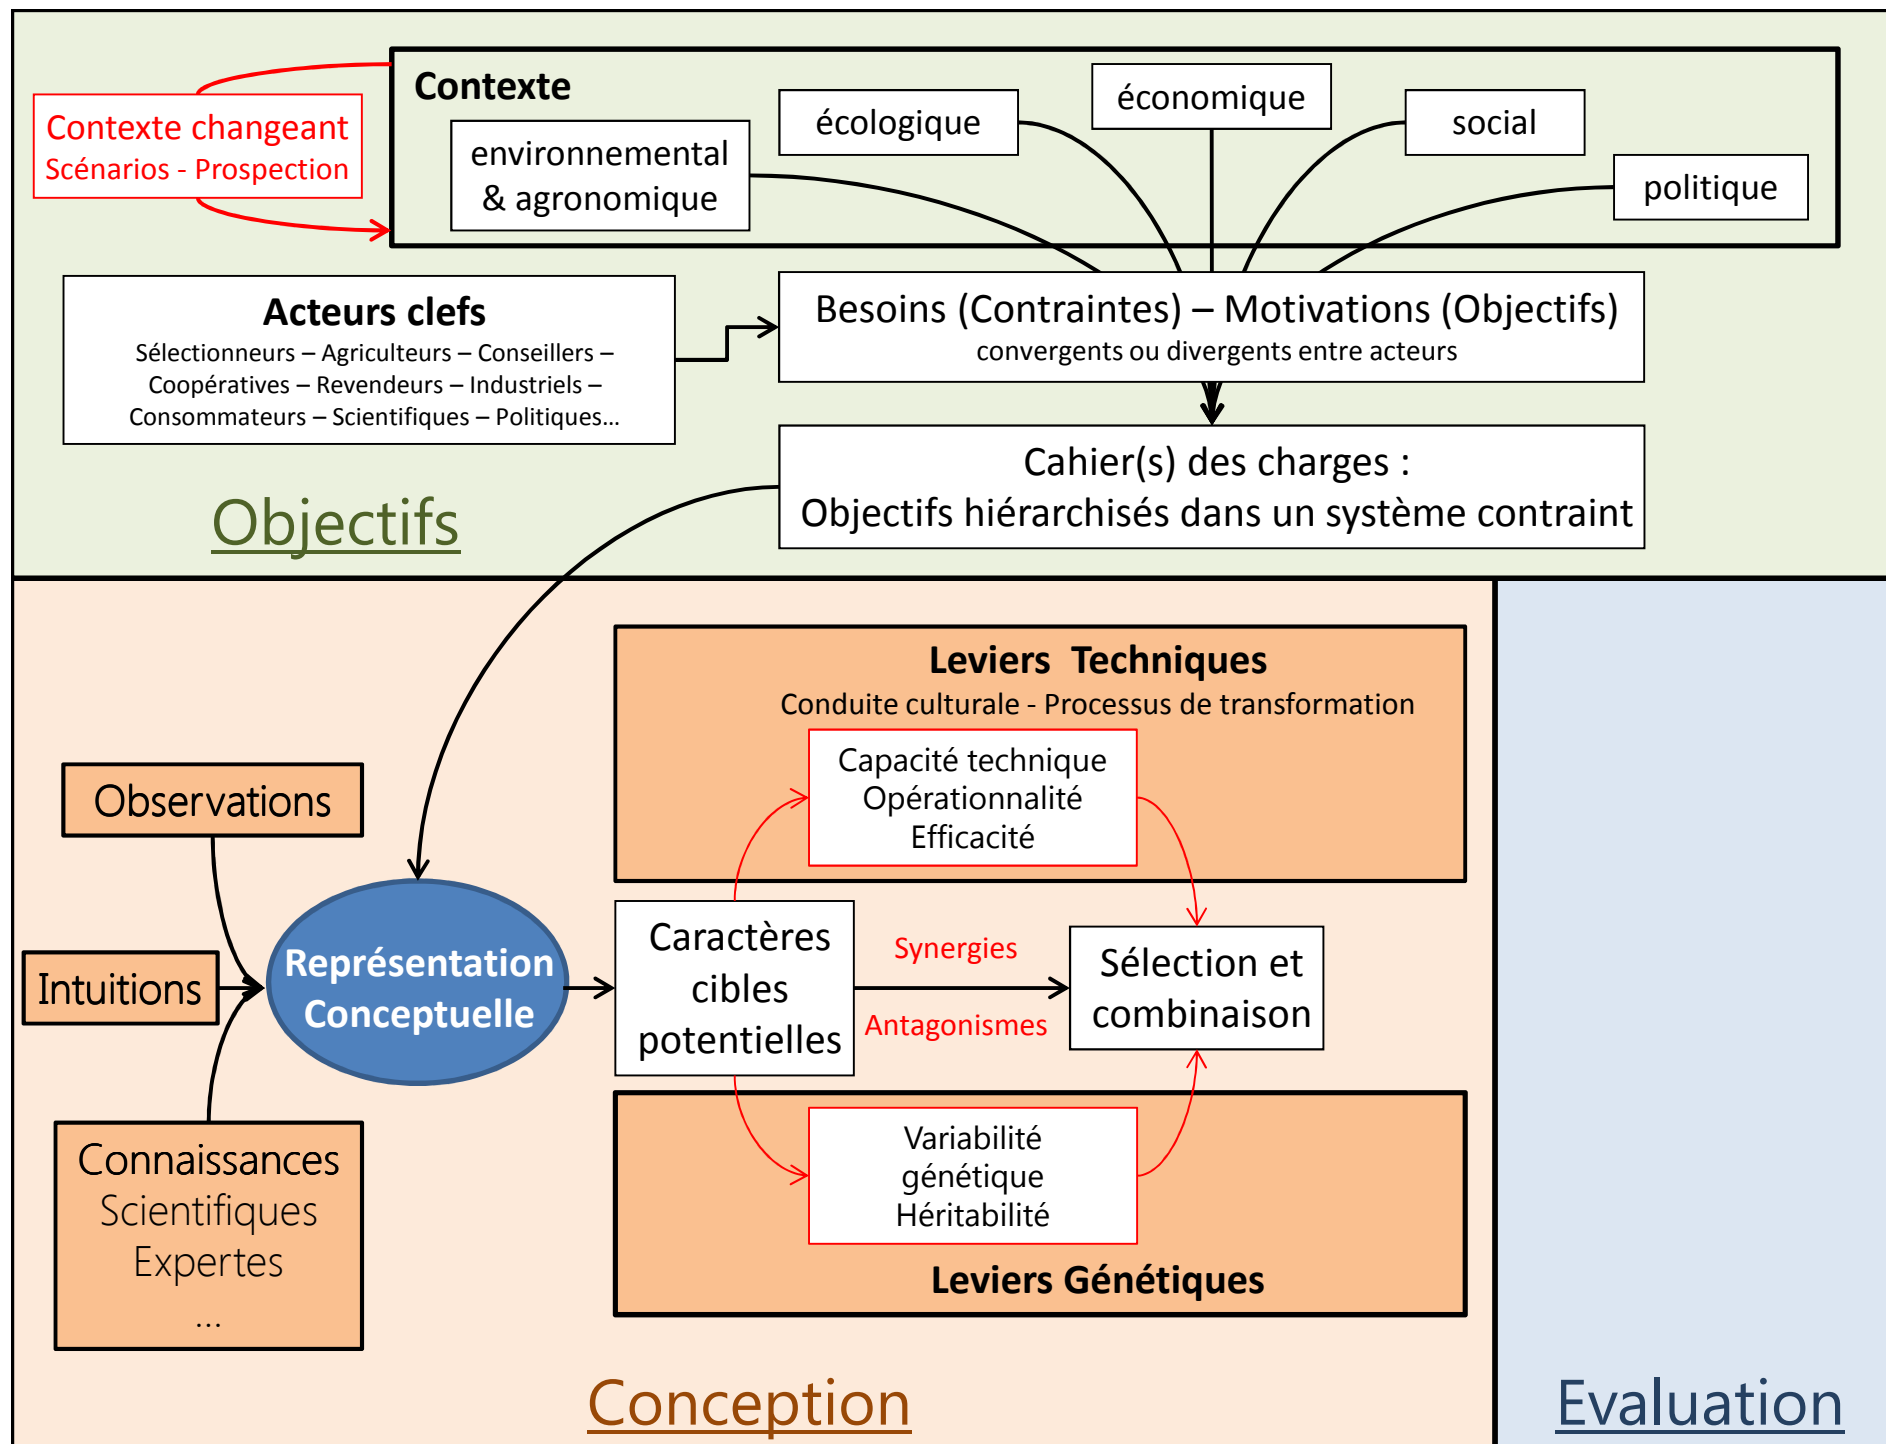 Contexte
Contexte changeant
Scénarios - Prospection
environnemental
& agronomique
écologique
économique
social
politique
Acteurs clefs
Sélectionneurs – Agriculteurs – Conseillers –
Coopératives – Revendeurs – Industriels –
Consommateurs – Scientifiques – Politiques…
Besoins (Contraintes) – Motivations (Objectifs)
convergents ou divergents entre acteurs
Cahier(s) des charges :
Objectifs hiérarchisés dans un système contraint
Objectifs
Leviers Techniques
Conduite culturale - Processus de transformation
Capacité technique
Opérationnalité
Efficacité
Observations
Intuitions
Connaissances
Scientifiques
Expertes
...
Représentation
Conceptuelle
Caractères
cibles
potentielles
Synergies
Antagonismes
Sélection et
combinaison
Variabilité
génétique
Héritabilité
Leviers Génétiques
Conception
Evaluation